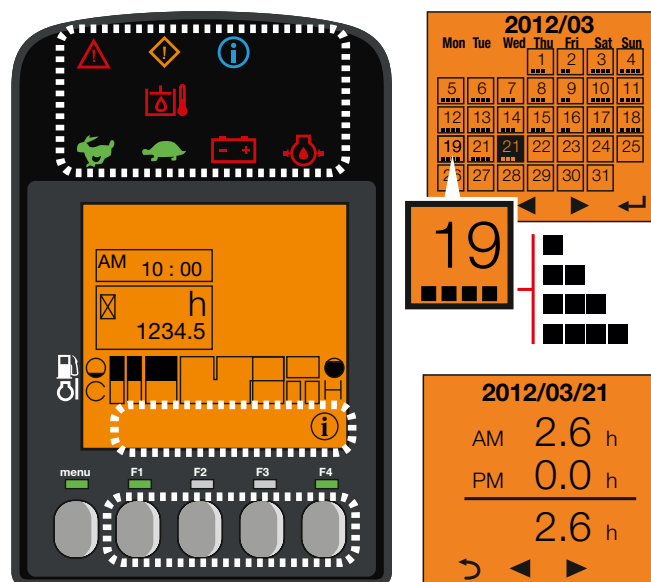 ! ! i
- +
AM 10 : 00
h
1234.5
C H
i
menu F1 F2 F3 F4
2012/03
Mon Tue Wed Thu Fri Sat Sun
1 2 3 4
5 6 7 8 9 10 11
12 13 14 15 16 17 18
19 21 21 22 23 24 25
26 27 28 29 30 31
19
2012/03/21
AM 2.6 h
PM 0.0 h
2.6 h